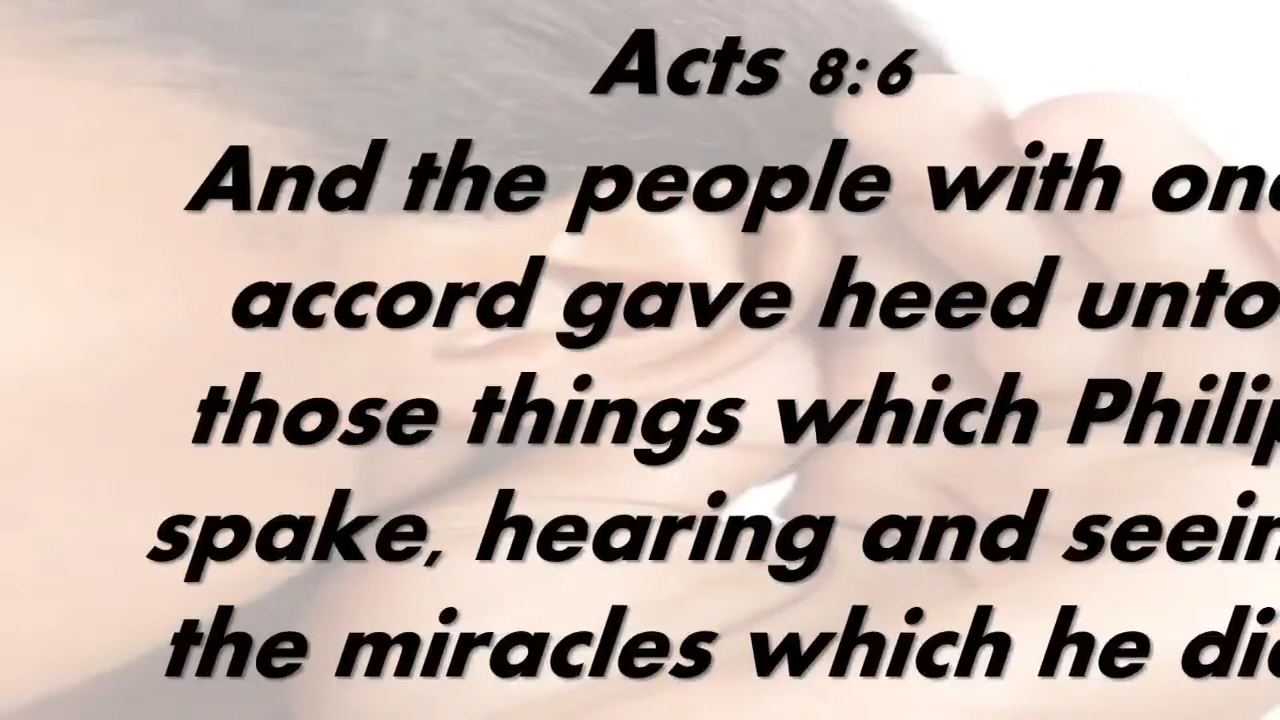 Acts 8:6
And the people with one
accord gave heed unto
those things which Philip
spake, hearing and seein
the miracles which he did